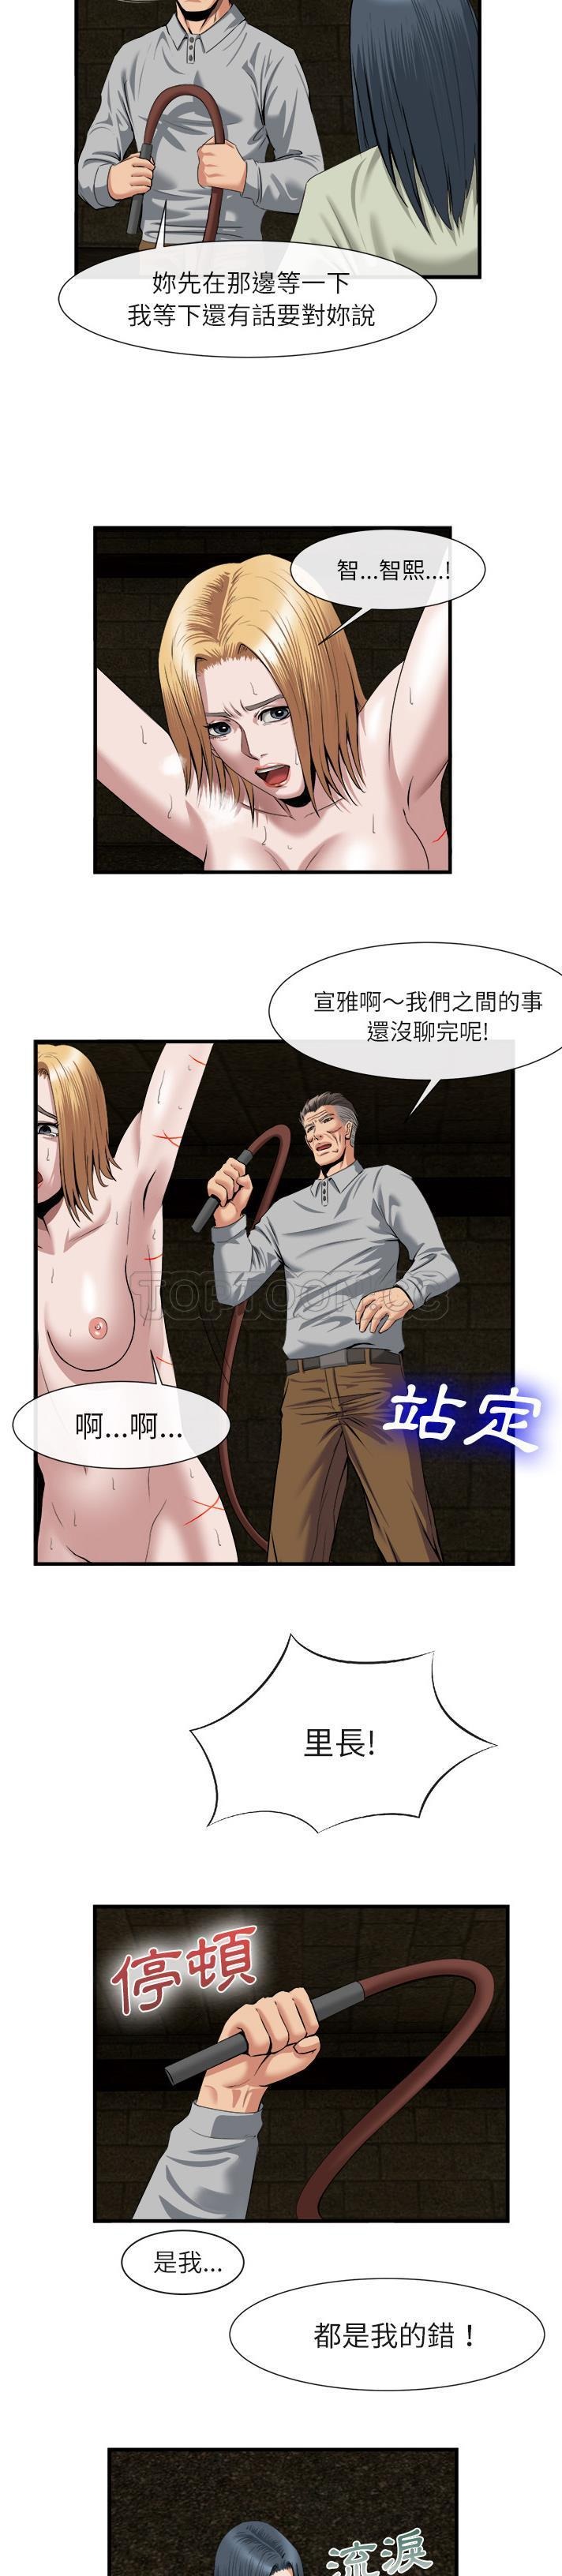 妳先在那邊等一下
我等下還有話要對妳說
智...智熙...!
宣雅啊～我們之間的事
還沒聊完呢!
TOPTOON.CC
啊...啊...
站定
里長!
停頓
是我...
都是我的錯！
流淚